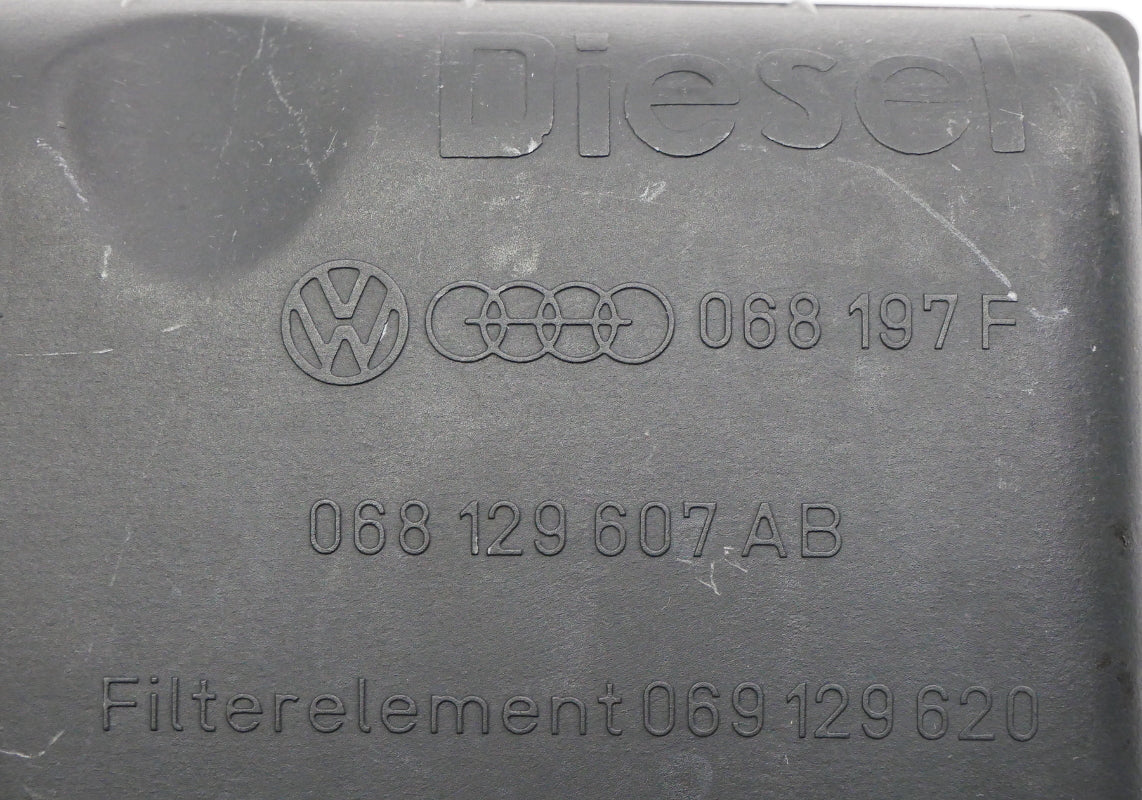 Diesel
068 197 F
068 129 607 AB
Filterelement 069 129 620